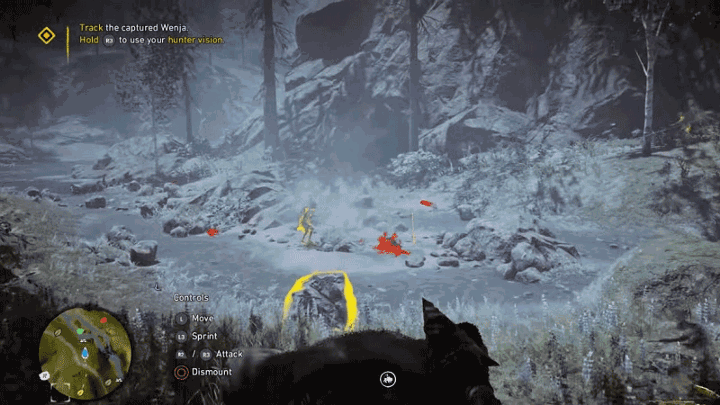 Track the captured Wenja.
Hold R3 to use your hunter vision.
Controls
L Move
L3 Sprint
R2 / R3 Attack
Dismount